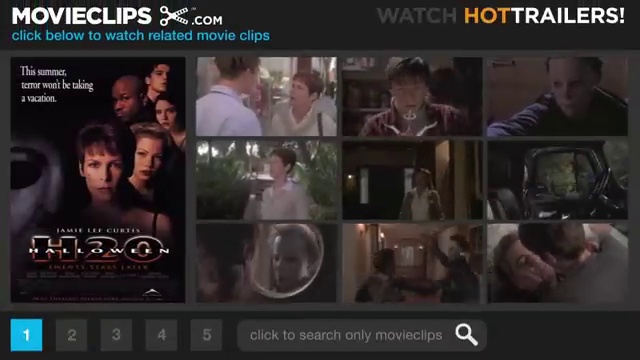 MOVIECLIPS .COM
WATCH HOTTRAILERS!
click below to watch related movie clips
This summer,
terror won't be taking
a vacation.
JAMIE LEE CURTIS
H20
HALLOWEEN
TWENTY YEARS LATER
1 2 3 4 5
click to search only movieclips